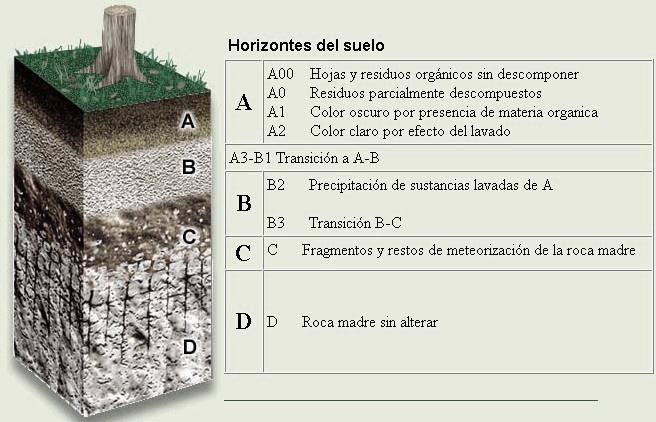 Horizontes del suelo
A
A00 Hojas y residuos orgánicos sin descomponer
A0 Residuos parcialmente descompuestos
A1 Color oscuro por presencia de materia organica
A2 Color claro por efecto del lavado
A3-B1 Transición a A-B
B
B2 Precipitación de sustancias lavadas de A
B3 Transición B-C
C
C Fragmentos y restos de meteorización de la roca madre
D
D Roca madre sin alterar
A
B
C
D